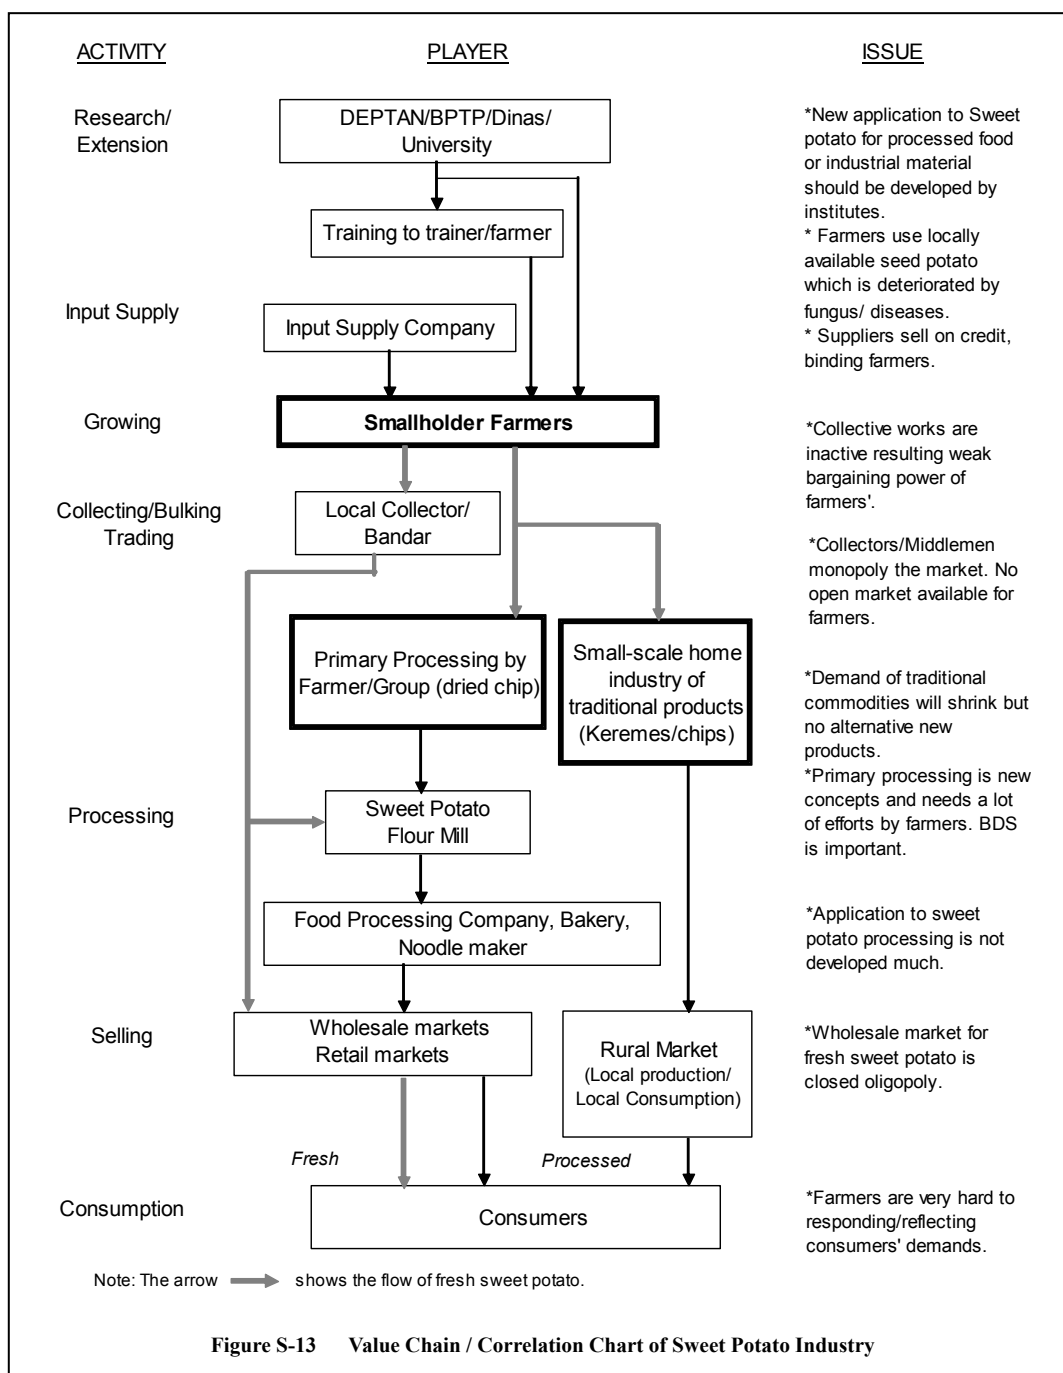 ACTIVITY
PLAYER
ISSUE
Research/
Extension
DEPTAN/BPTP/Dinas/
University
Training to trainer/farmer
*New application to Sweet
potato for processed food
or industrial material
should be developed by
institutes.
* Farmers use locally
available seed potato
which is deteriorated by
fungus/ diseases.
* Suppliers sell on credit,
binding farmers.
Input Supply
Input Supply Company
Growing
Smallholder Farmers
*Collective works are
inactive resulting weak
bargaining power of
farmers'.
Collecting/Bulking
Trading
Local Collector/
Bandar
*Collectors/Middlemen
monopoly the market. No
open market available for
farmers.
Primary Processing by
Farmer/Group (dried chip)
Small-scale home
industry of
traditional products
(Keremes/chips)
*Demand of traditional
commodities will shrink but
no alternative new
products.
*Primary processing is new
concepts and needs a lot
of efforts by farmers. BDS
is important.
Processing
Sweet Potato
Flour Mill
Food Processing Company, Bakery,
Noodle maker
*Application to sweet
potato processing is not
developed much.
Selling
Wholesale markets
Retail markets
Rural Market
(Local production/
Local Consumption)
*Wholesale market for
fresh sweet potato is
closed oligopoly.
Fresh
Processed
Consumption
Consumers
*Farmers are very hard to
responding/reflecting
consumers' demands.
Note: The arrow shows the flow of fresh sweet potato.
Figure S-13 Value Chain / Correlation Chart of Sweet Potato Industry